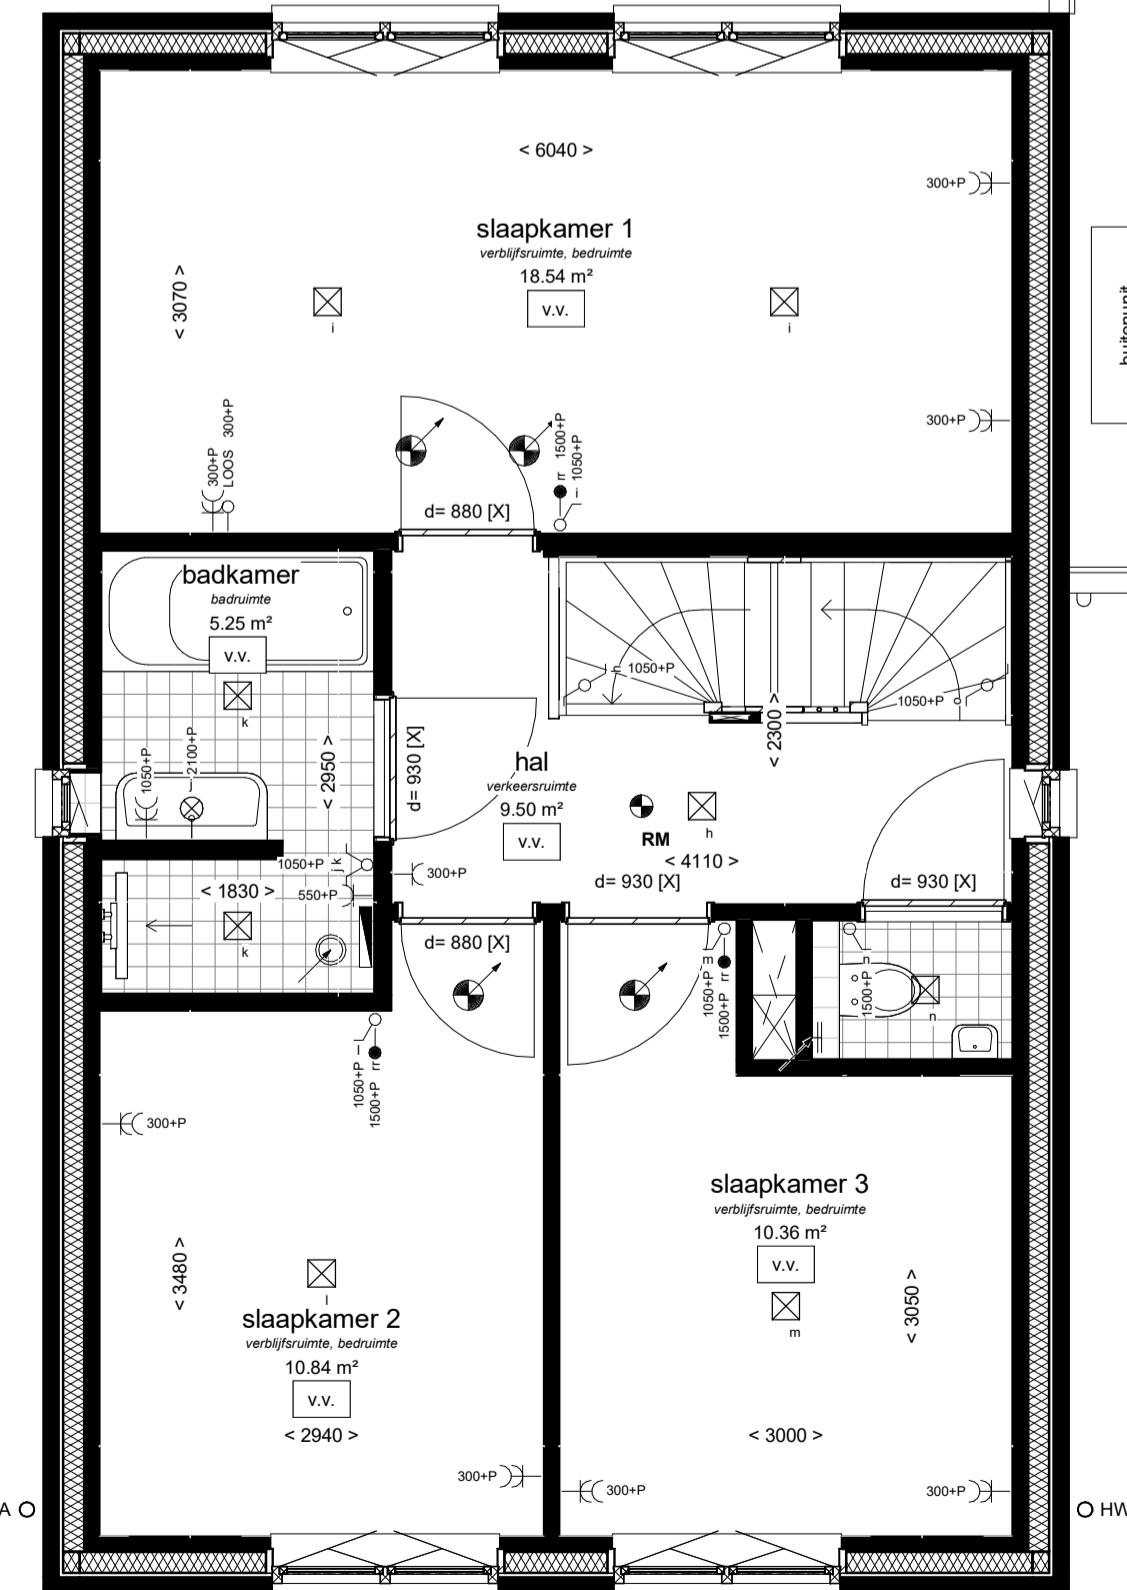 < 6040 >
300+P
slaapkamer 1
verblijfsruimte, bedruimte
18.54 m²
v.v.
< 3070 >
i
i
300+P
300+P
LOOS 300+P
rr 1500+P
i 1050+P
d= 880 [X]
badkamer
badruimte
5.25 m²
v.v.
k
1050+P
j 2100+P
< 2950 >
d= 930 [X]
1050+P
1050+P
< 2300 >
hal
verkeersruimte
9.50 m²
v.v.
RM
h
< 4110 >
1050+P
j k
550+P
< 1830 >
k
300+P
d= 930 [X]
d= 930 [X]
d= 880 [X]
1050+P m
1500+P rr
n
1500+P
n
1050+P l
1500+P rr
300+P
slaapkamer 3
verblijfsruimte, bedruimte
10.36 m²
v.v.
m
< 3480 >
< 3050 >
l
slaapkamer 2
verblijfsruimte, bedruimte
10.84 m²
v.v.
< 2940 >
< 3000 >
300+P
300+P
300+P
A
HW